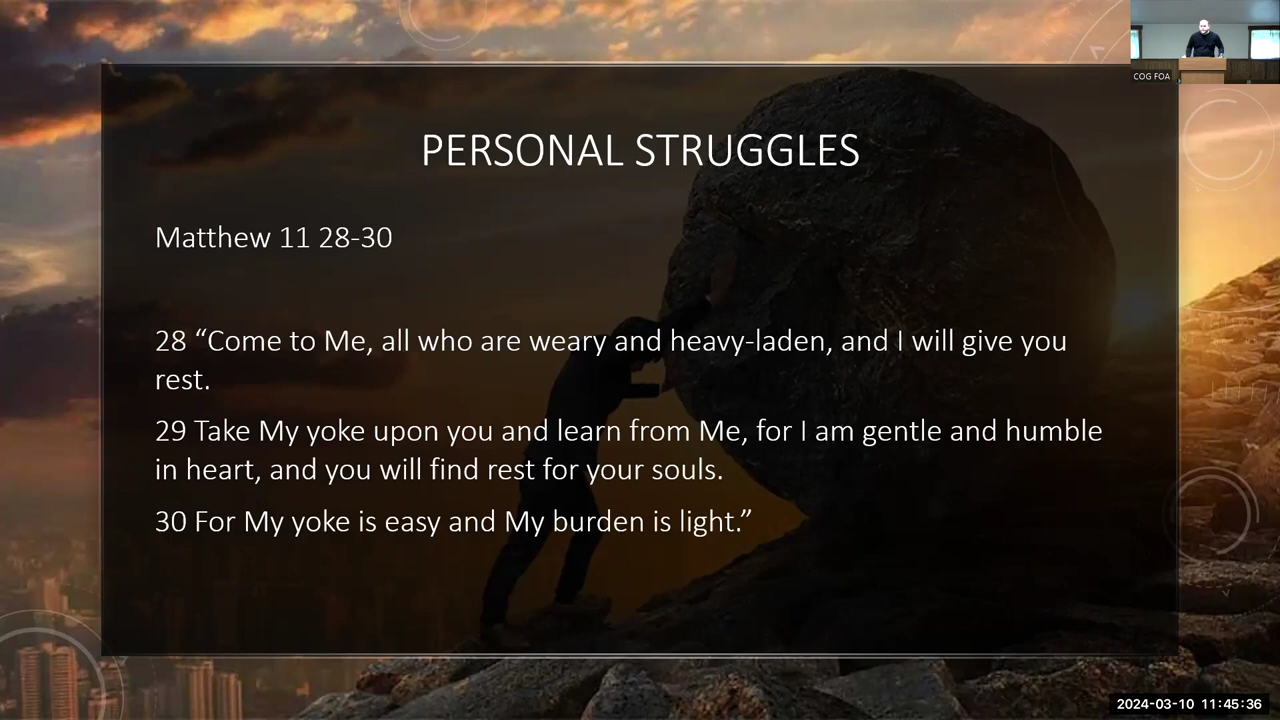 COG FOA
PERSONAL STRUGGLES
Matthew 11 28-30
28 “Come to Me, all who are weary and heavy-laden, and I will give you
rest.
29 Take My yoke upon you and learn from Me, for I am gentle and humble
in heart, and you will find rest for your souls.
30 For My yoke is easy and My burden is light.”
2024-03-10 11:45:36